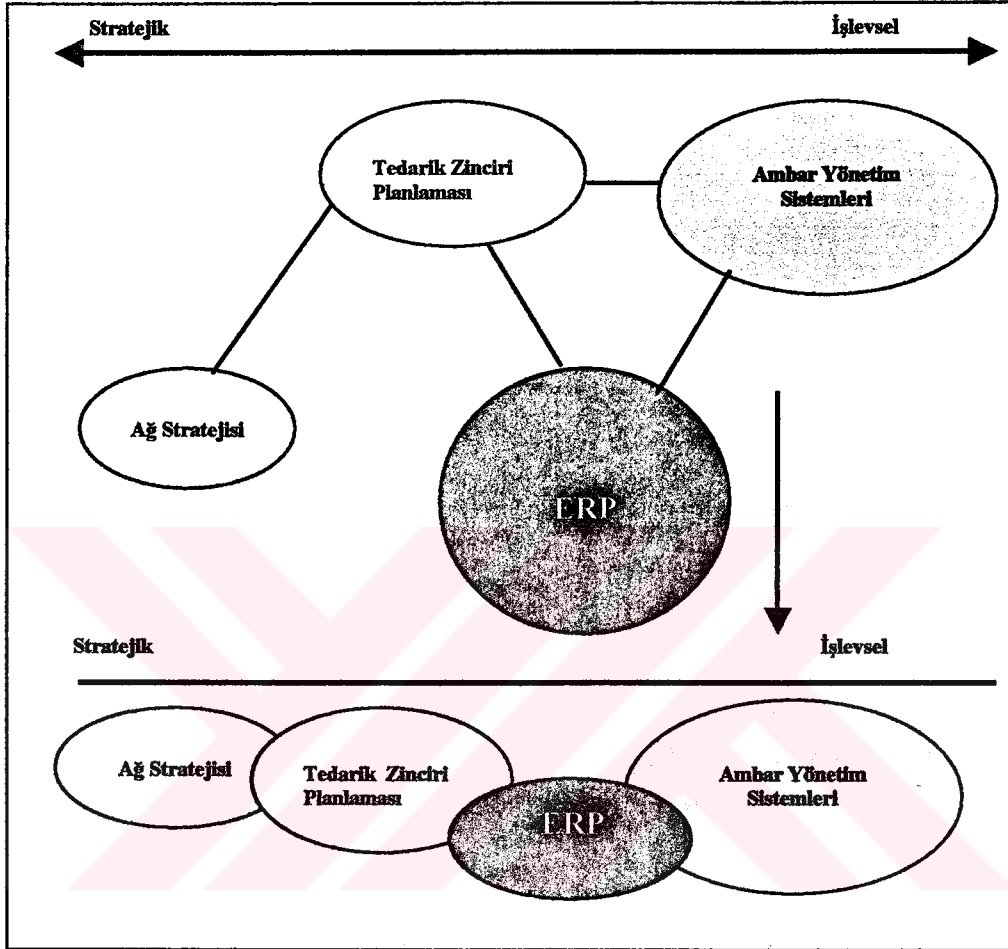 Stratejik
İşlevsel
Tedarik Zinciri
Planlaması
Ambar Yönetim
Sistemleri
Ağ Stratejisi
ERP
Stratejik
İşlevsel
Ağ Stratejisi
Tedarik Zinciri
Planlaması
ERP
Ambar Yönetim
Sistemleri